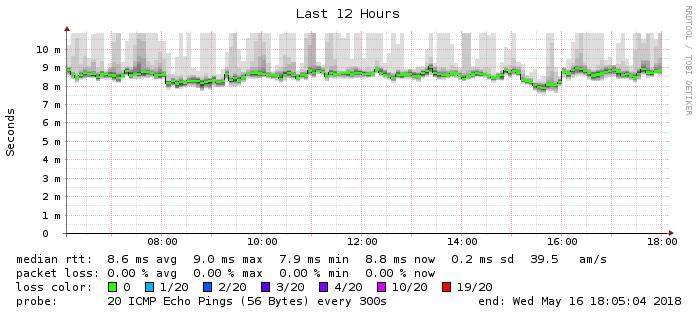 Last 12 Hours
RRDTOOL / TOBI OETIKER
Seconds
10 m
9 m
8 m
7 m
6 m
5 m
4 m
3 m
2 m
1 m
0
08:00 10:00 12:00 14:00 16:00 18:00
median rtt: 8.6 ms avg 9.0 ms max 7.9 ms min 8.8 ms now 0.2 ms sd 39.5 am/s
packet loss: 0.00 % avg 0.00 % max 0.00 % min 0.00 % now
loss color: 0 1/20 2/20 3/20 4/20 10/20 19/20
probe: 20 ICMP Echo Pings (56 Bytes) every 300s end: Wed May 16 18:05:04 2018